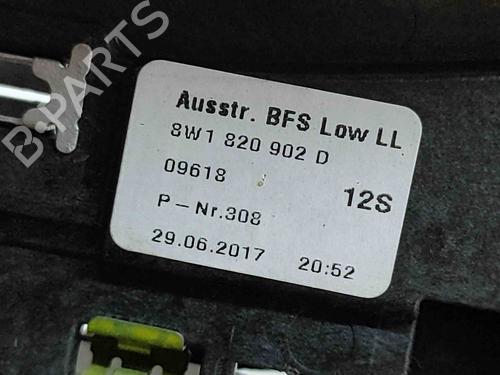 Ausstr. BFS Low LL
8W1 820 902 D
09618
12S
P-Nr.308
29.06.2017 20:52
B-PARTS